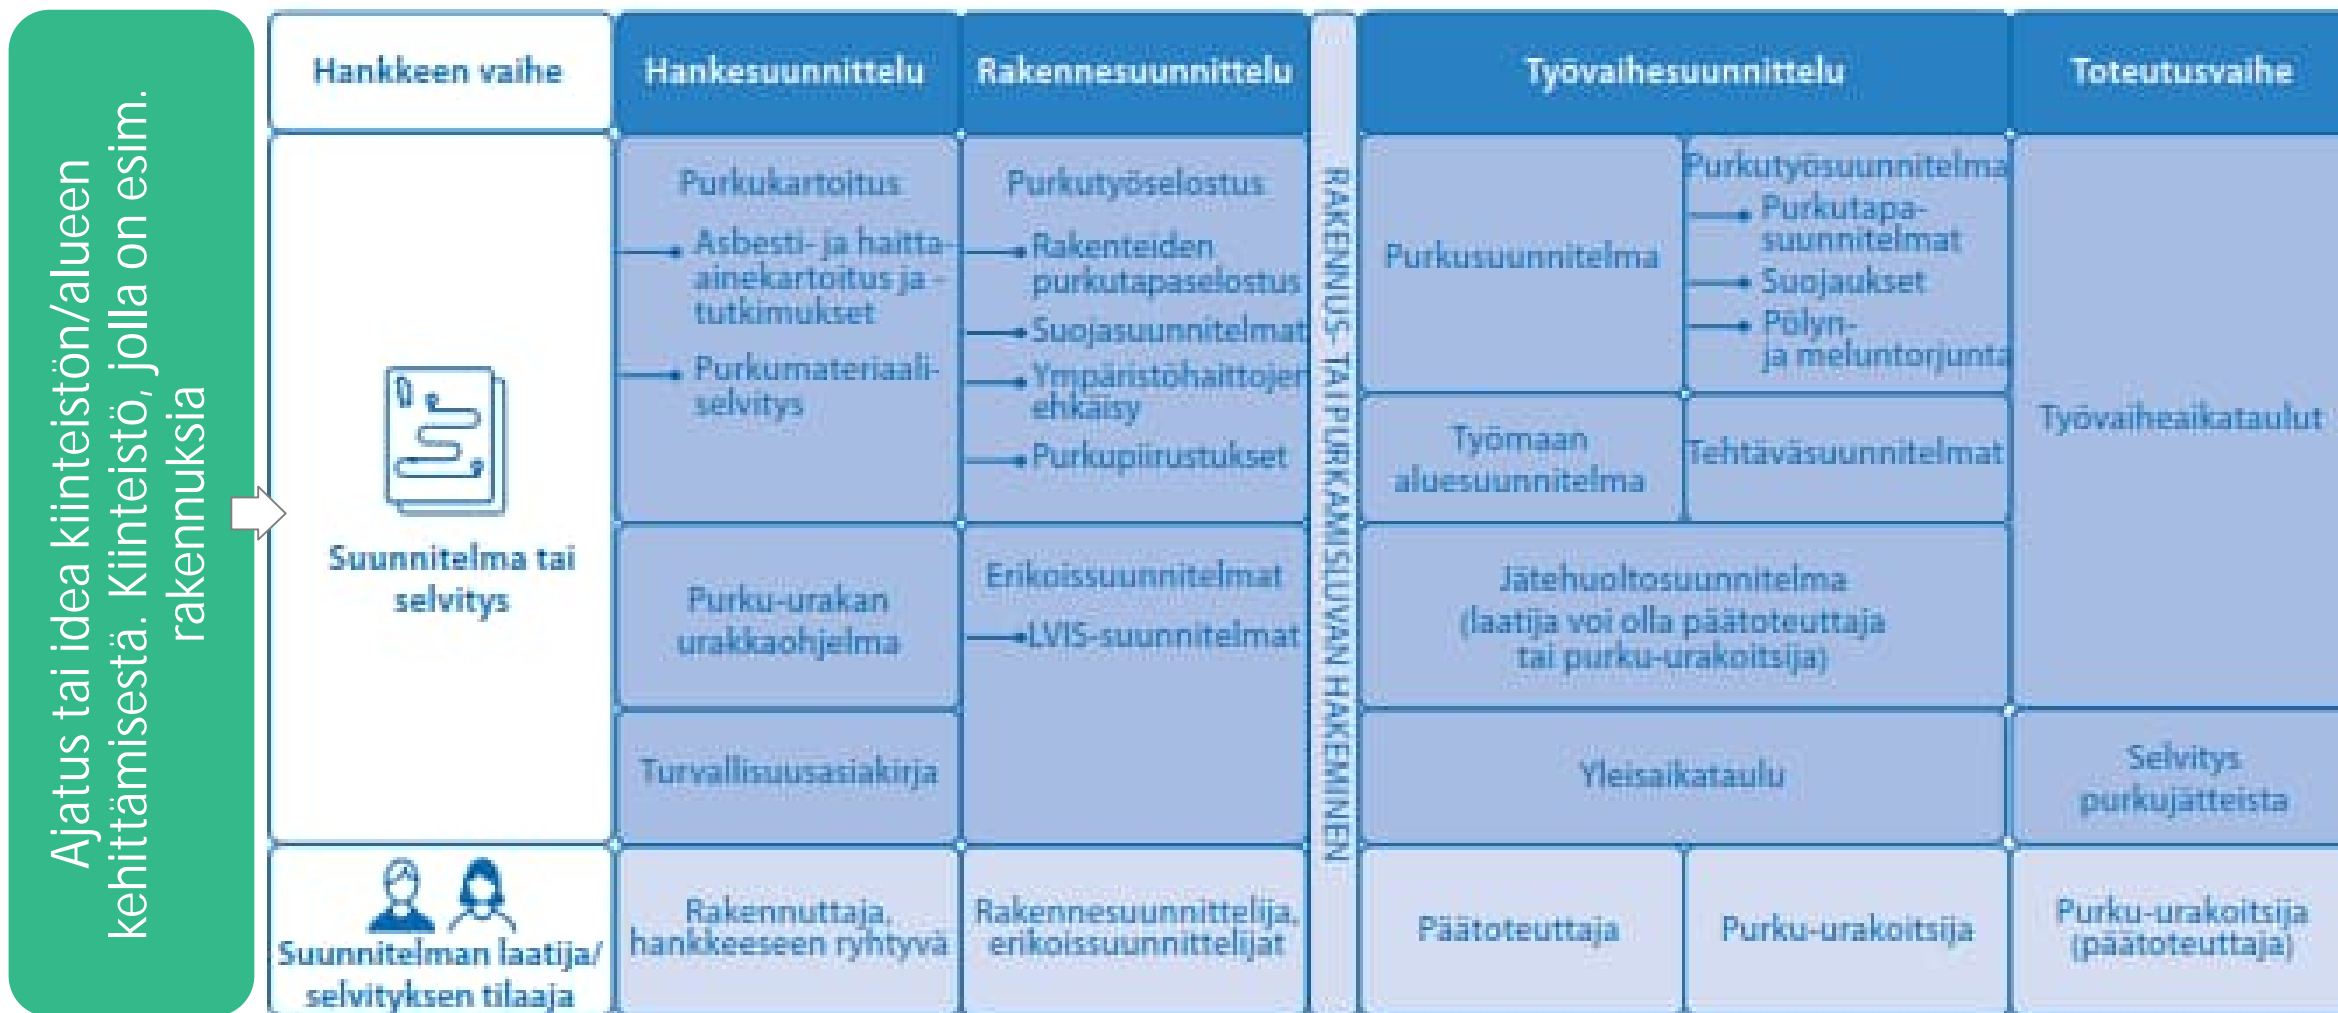 Ajatus tai idea kiinteistön/alueen
kehittämisestä. Kiinteistö, jolla on esim.
rakennuksia
Hankkeen vaihe
Hankesuunnittelu
Rakennesuunnittelu
Työvaihesuunnittelu
Toteutusvaihe
Suunnitelma tai
selvitys
Purkukartoitus
Asbesti- ja haitta-
ainekartoitus ja -
tutkimukset
Purkumateriaali-
selvitys
Purku-urakan
urakkaohjelma
Turvallisuusasiakirja
Purkutyöselostus
Rakenteiden
purkutapaselostus
Suojasuunnitelmat
Ympäristöhaittojen
ehkäisy
Purkupiirustukset
Erikoissuunnitelmat
LVIS-suunnitelmat
RAKENNUS- TAI PURKAMISLUVAN HAKEMINEN
Purkusuunnitelma
Purkutyösuunnitelma
Purkutapa-
suunnitelmat
Suojaukset
Pölyn-
ja meluntorjunta
Työmaan
aluesuunnitelma
Tehtäväsuunnitelmat
Jätehuoltosuunnitelma
(laatija voi olla päätoteuttaja
tai purku-urakoitsija)
Yleisaikataulu
Työvaiheaikataulut
Selvitys
purkujätteistä
Suunnitelman laatija/
selvityksen tilaaja
Rakennuttaja,
hankkeeseen ryhtyvä
Rakennesuunnittelija,
erikoissuunnittelijat
Päätoteuttaja
Purku-urakoitsija
Purku-urakoitsija
(päätoteuttaja)